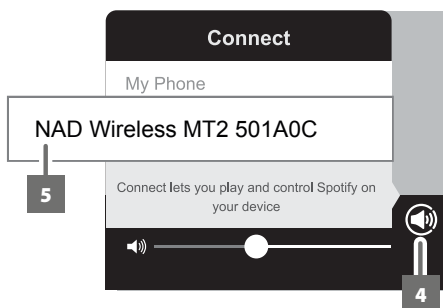 Connect
My Phone
NAD Wireless MT2 501A0C
5
Connect lets you play and control Spotify on
your device
4